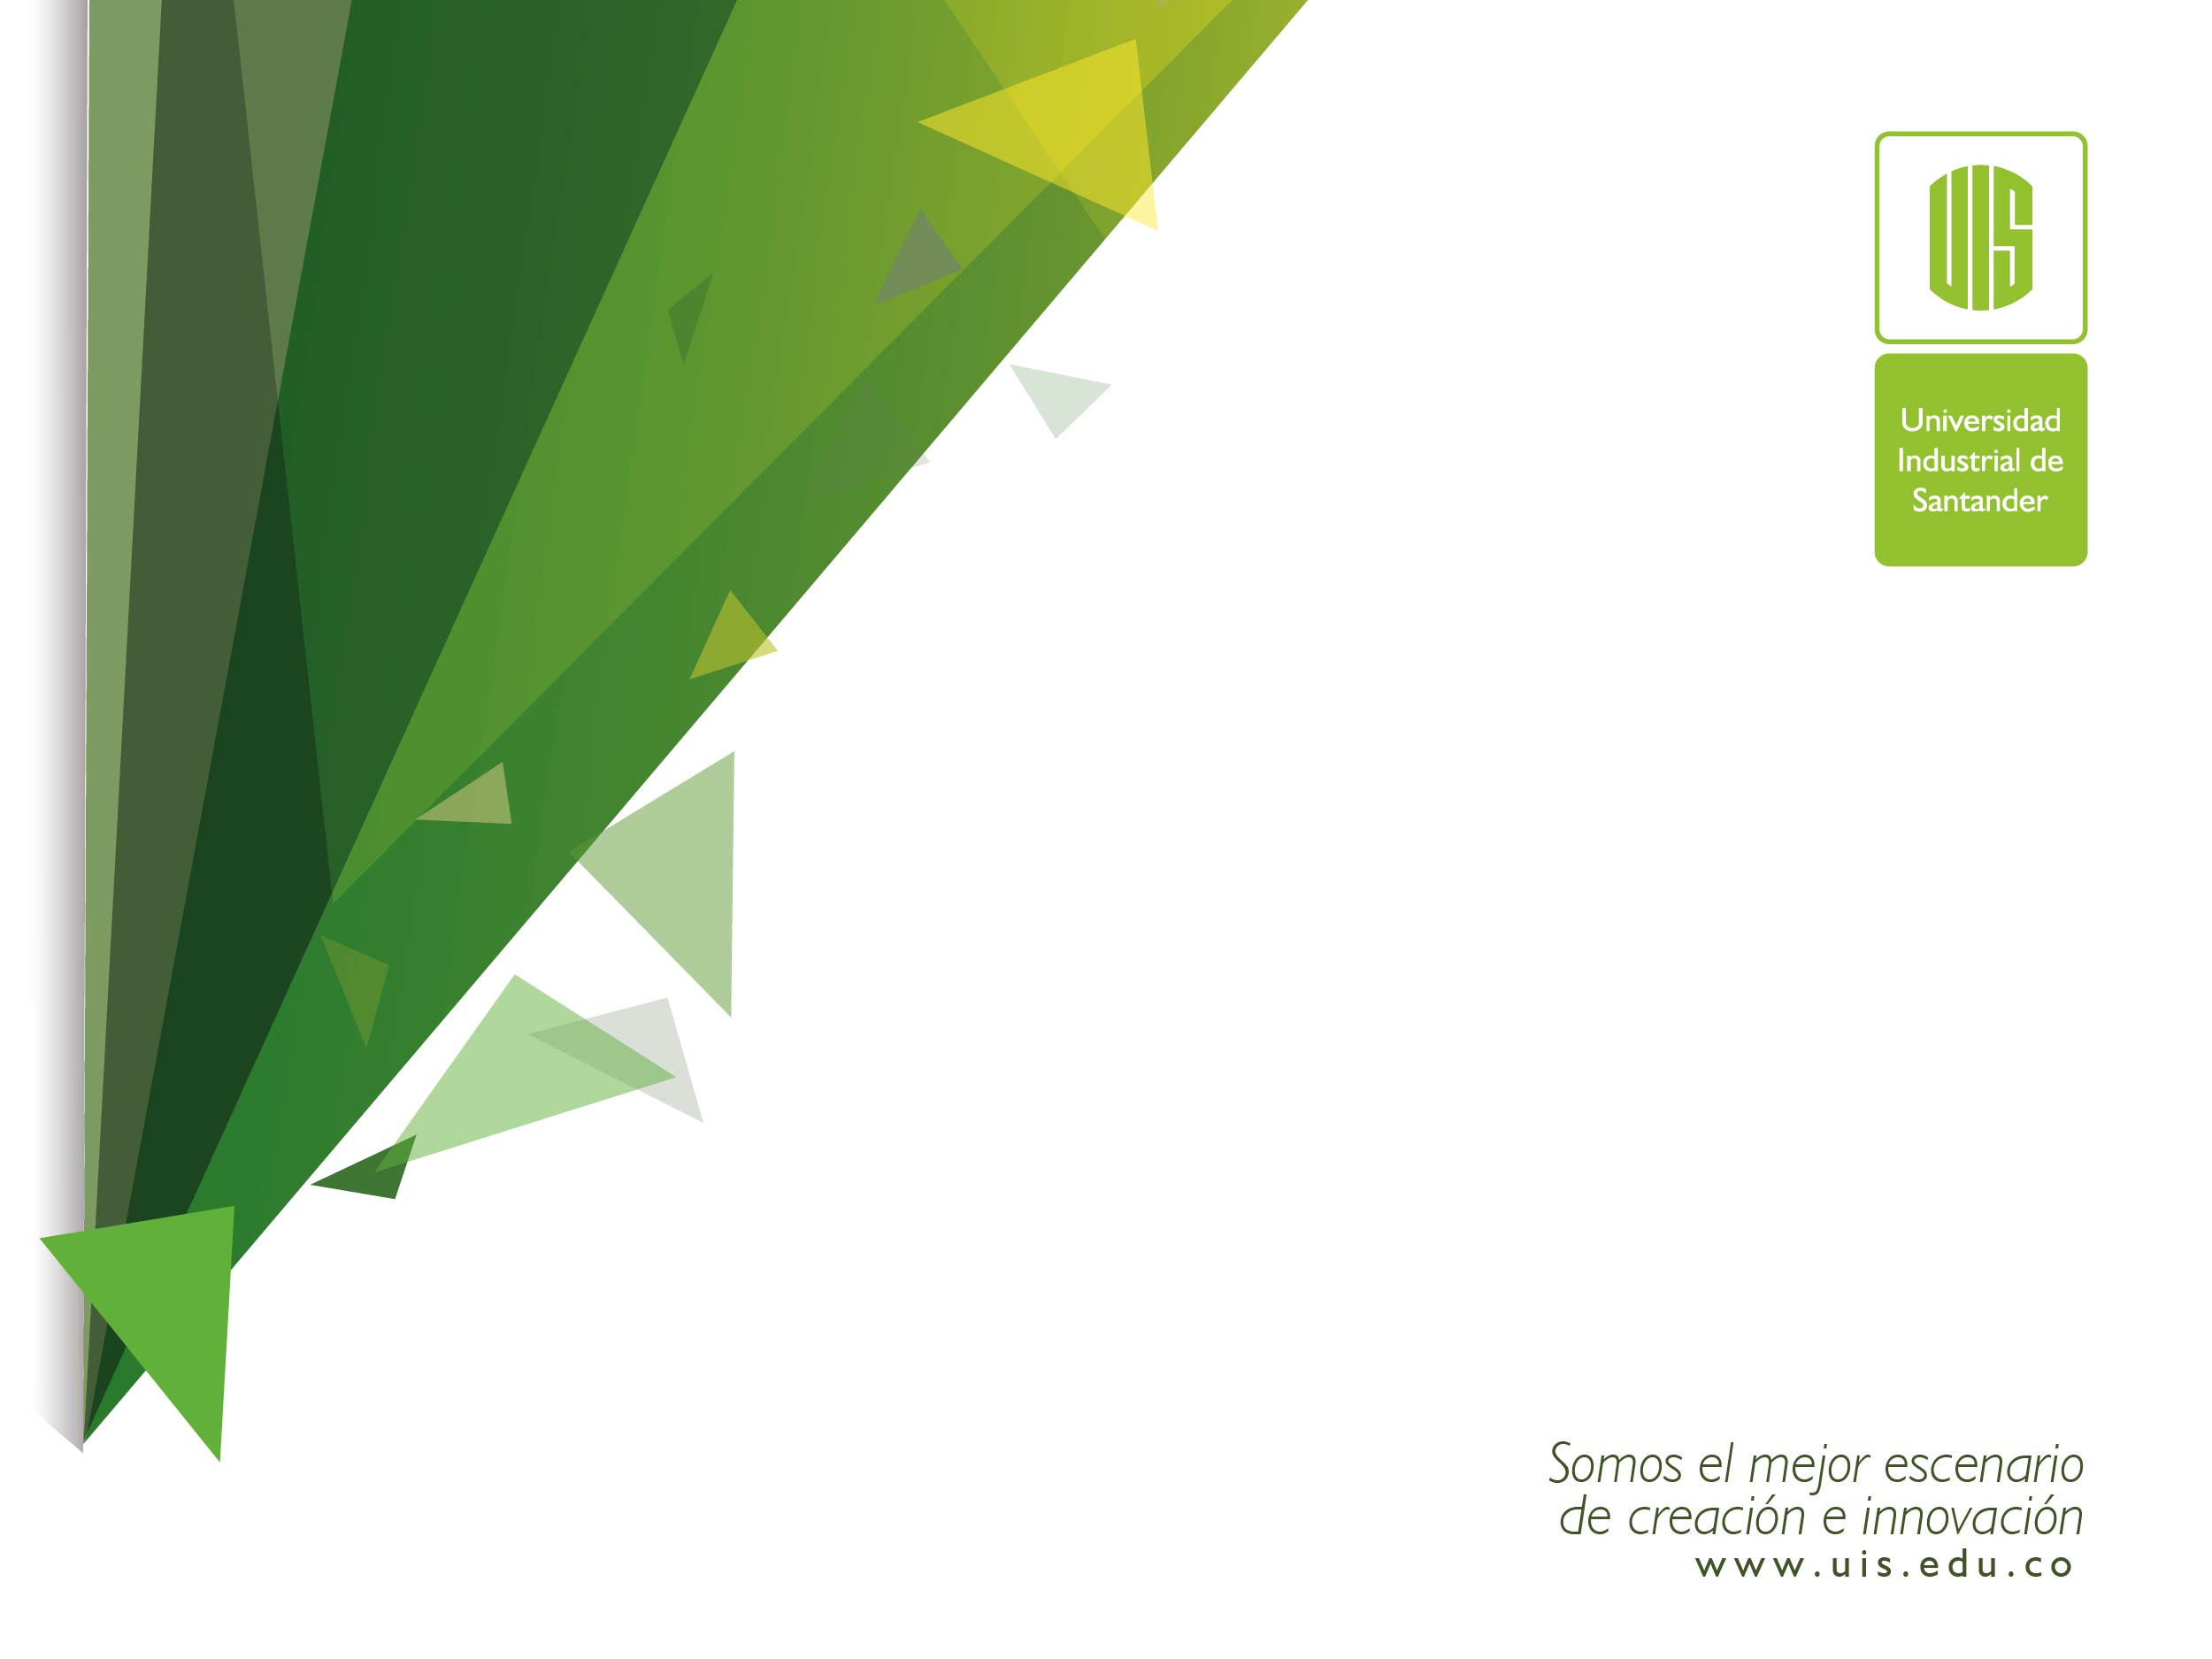 UIS
Universidad
Industrial de
Santander
Somos el mejor escenario
de creación e innovación
www.uis.edu.co